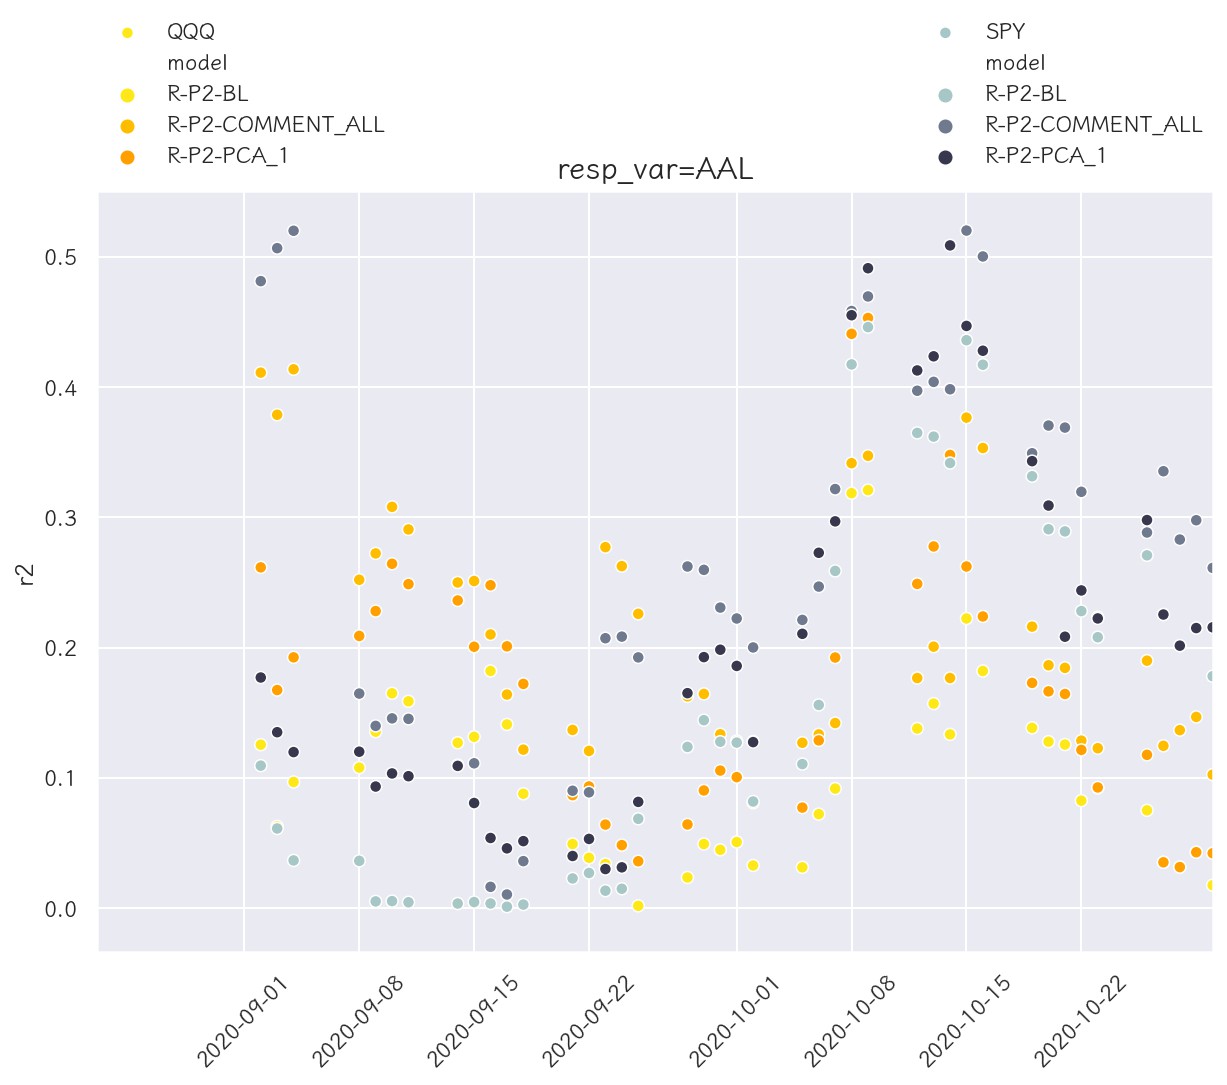 QQQ
model
R-P2-BL
R-P2-COMMENT_ALL
R-P2-PCA_1
SPY
model
R-P2-BL
R-P2-COMMENT_ALL
R-P2-PCA_1
resp_var=AAL
r2
0.5
0.4
0.3
0.2
0.1
0.0
2020-09-01
2020-09-08
2020-09-15
2020-09-22
2020-10-01
2020-10-08
2020-10-15
2020-10-22